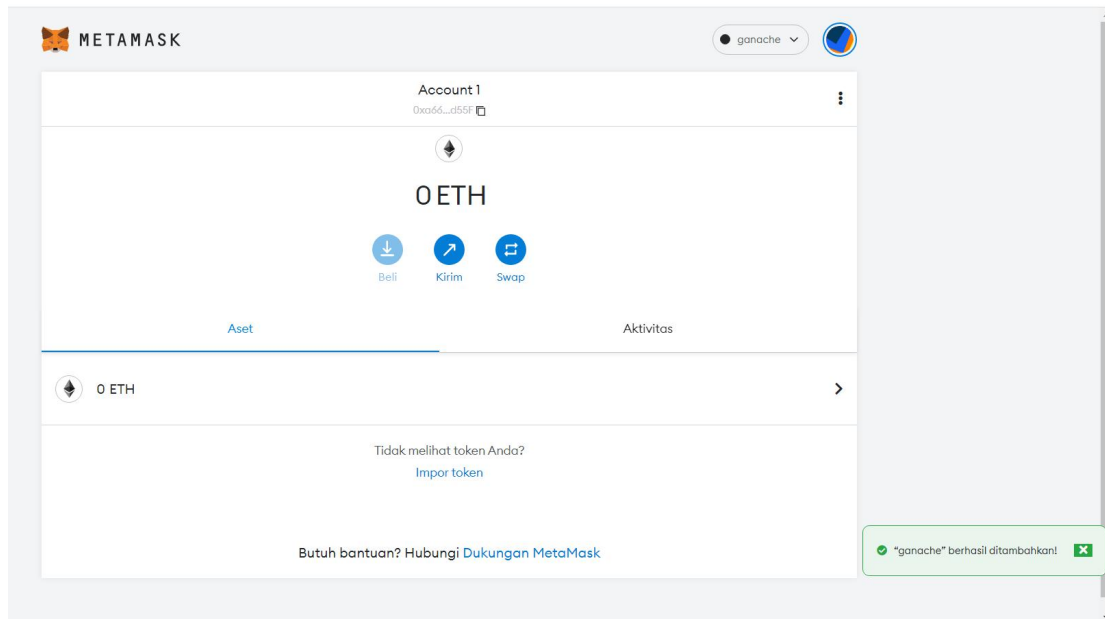 METAMASK
ganache
Account 1
0xa66...d55F
0 ETH
Beli
Kirim
Swap
Aset
Aktivitas
0 ETH
Tidak melihat token Anda?
Impor token
Butuh bantuan? Hubungi Dukungan MetaMask
"ganache" berhasil ditambahkan!